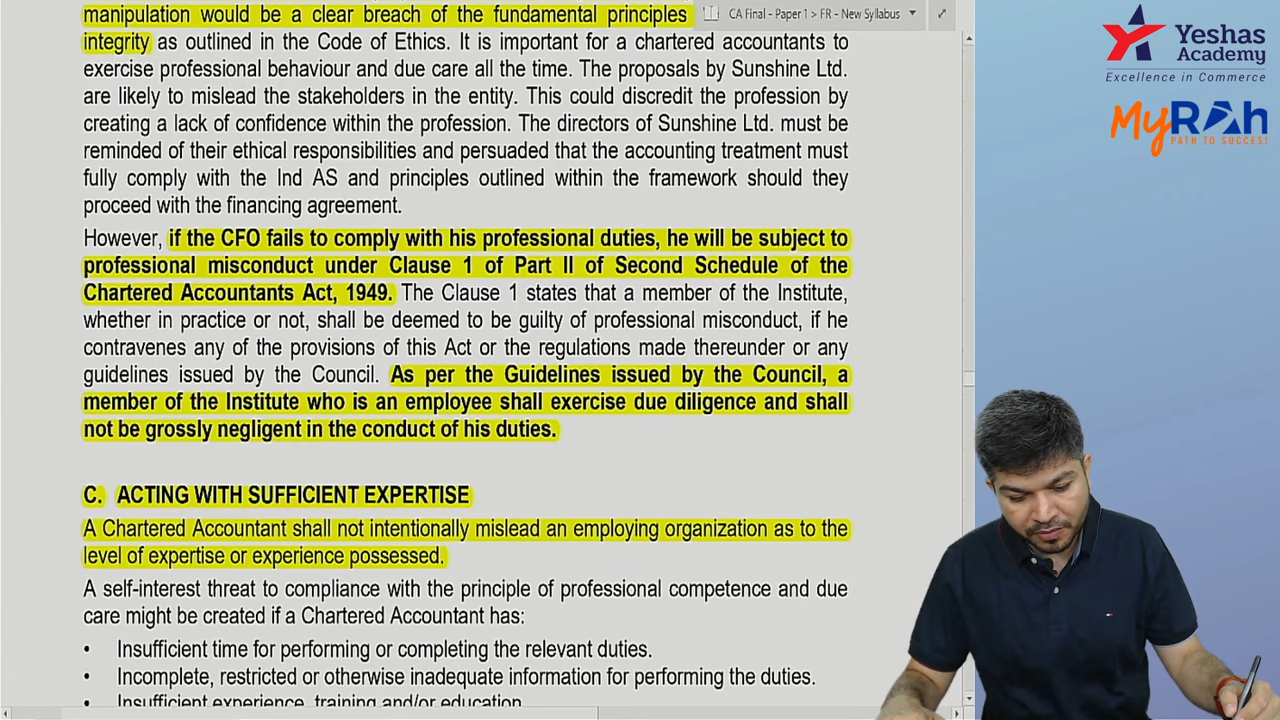 manipulation would be a clear breach of the fundamental principles
CA Final - Paper 1 > FR - New Syllabus
integrity as outlined in the Code of Ethics. It is important for a chartered accountants to
exercise professional behaviour and due care all the time. The proposals by Sunshine Ltd.
are likely to mislead the stakeholders in the entity. This could discredit the profession by
creating a lack of confidence within the profession. The directors of Sunshine Ltd. must be
reminded of their ethical responsibilities and persuaded that the accounting treatment must
fully comply with the Ind AS and principles outlined within the framework should they
proceed with the financing agreement.
However, if the CFO fails to comply with his professional duties, he will be subject to
professional misconduct under Clause 1 of Part II of Second Schedule of the
Chartered Accountants Act, 1949. The Clause 1 states that a member of the Institute,
whether in practice or not, shall be deemed to be guilty of professional misconduct, if he
contravenes any of the provisions of this Act or the regulations made thereunder or any
guidelines issued by the Council. As per the Guidelines issued by the Council, a
member of the Institute who is an employee shall exercise due diligence and shall
not be grossly negligent in the conduct of his duties.
C. ACTING WITH SUFFICIENT EXPERTISE
A Chartered Accountant shall not intentionally mislead an employing organization as to the
level of expertise or experience possessed.
A self-interest threat to compliance with the principle of professional competence and due
care might be created if a Chartered Accountant has:
• Insufficient time for performing or completing the relevant duties.
• Incomplete, restricted or otherwise inadequate information for performing the duties.
• Insufficient experience, training and/or education
Yeshas
Academy
Excellence in Commerce
MyRAh
PATH TO SUCCESS